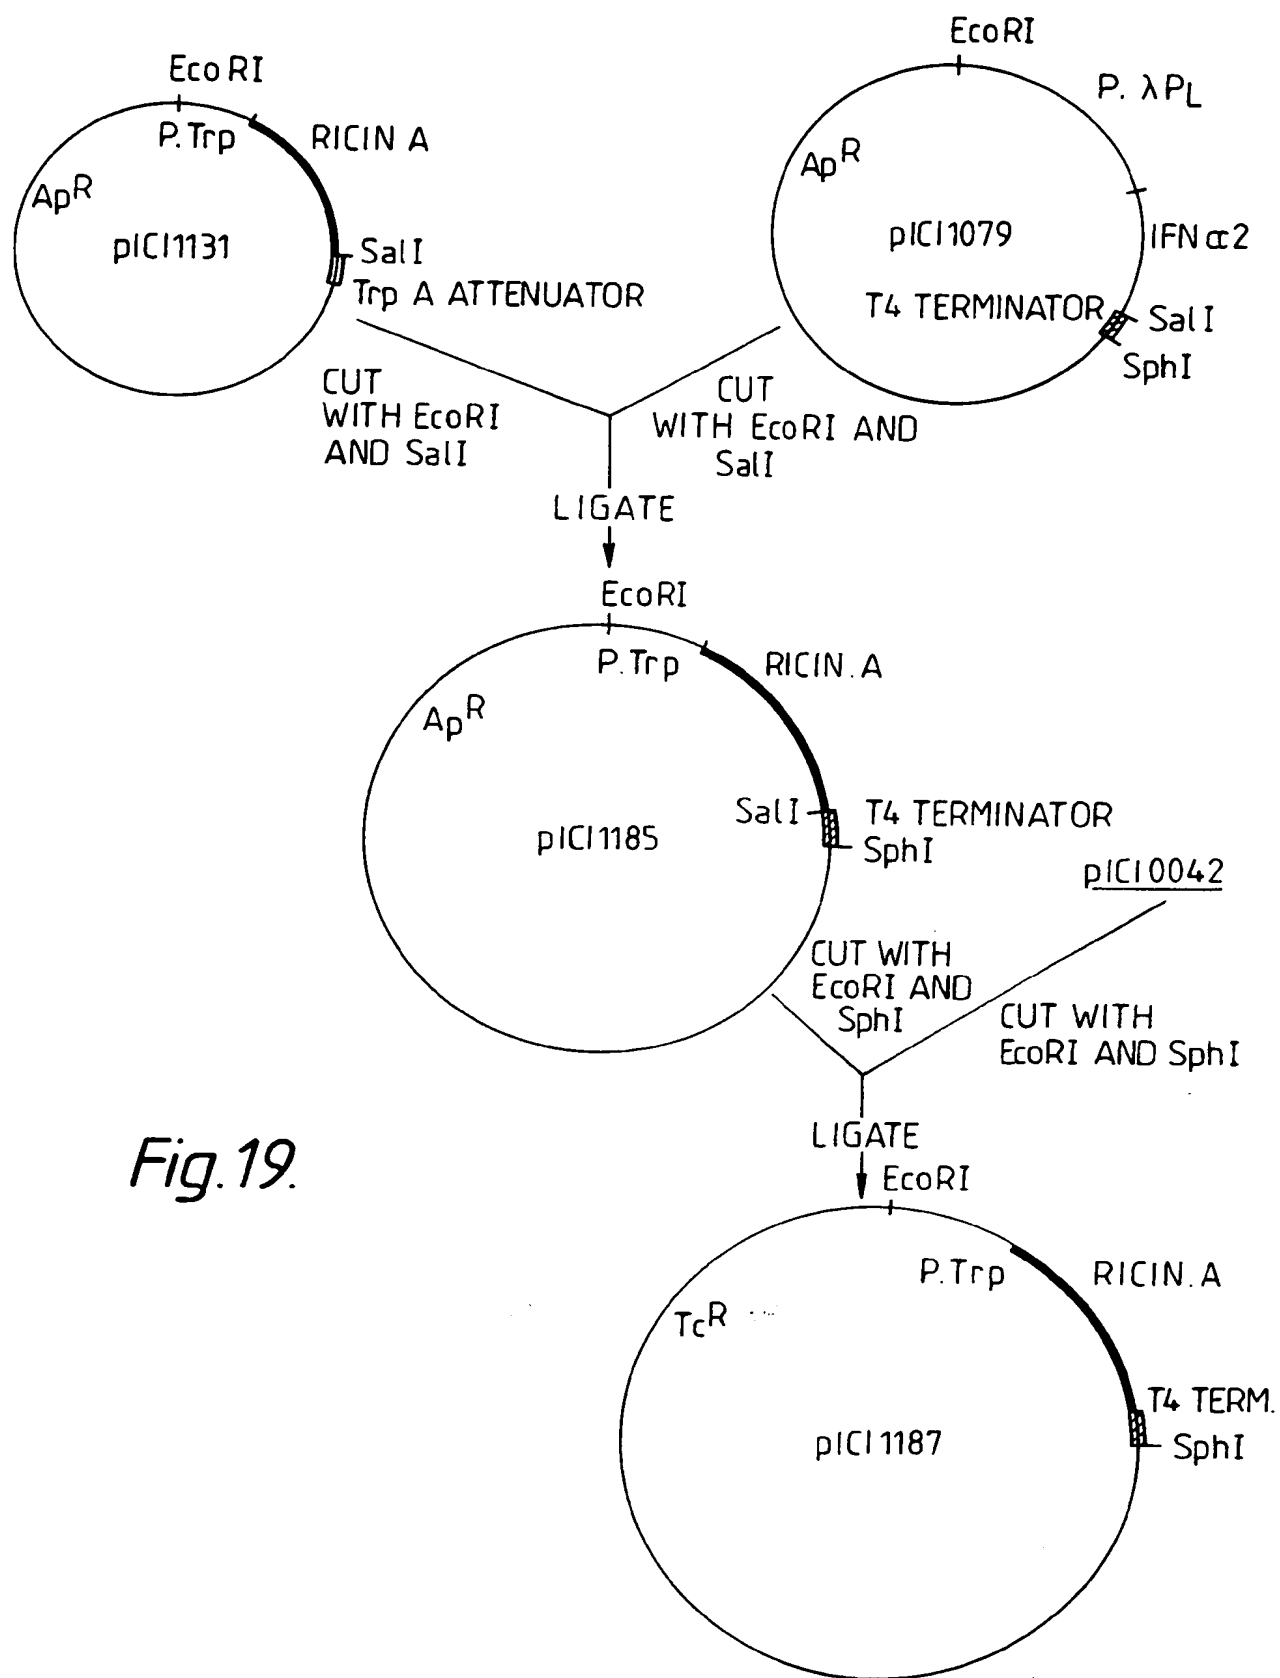 EcoRI
P.Trp
RICIN A
ApR
pICI1131
SalI
Trp A ATTENUATOR
EcoRI
P. λPL
ApR
pICI1079
IFNα2
T4 TERMINATOR
SalI
SphI
CUT
WITH EcoRI
AND SalI
CUT
WITH EcoRI AND
SalI
LIGATE
EcoRI
P.Trp
RICIN.A
ApR
pICI1185
SalI
T4 TERMINATOR
SphI
pICI0042
CUT WITH
EcoRI AND
SphI
CUT WITH
EcoRI AND SphI
LIGATE
Fig.19.
EcoRI
P.Trp
RICIN.A
TcR
pICI1187
T4 TERM.
SphI